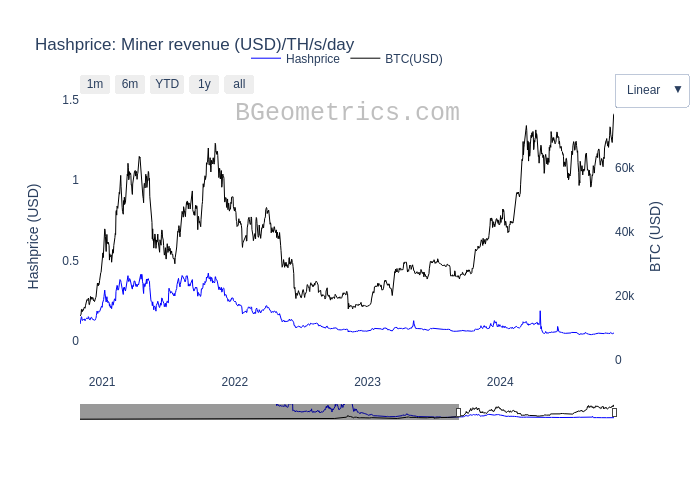 Hashprice: Miner revenue (USD)/TH/s/day
Hashprice BTC(USD)
1m 6m YTD 1y all
Linear ▼
BGeometrics.com
1.5
1
0.5
0
Hashprice (USD)
60k
40k
20k
0
BTC (USD)
2021 2022 2023 2024